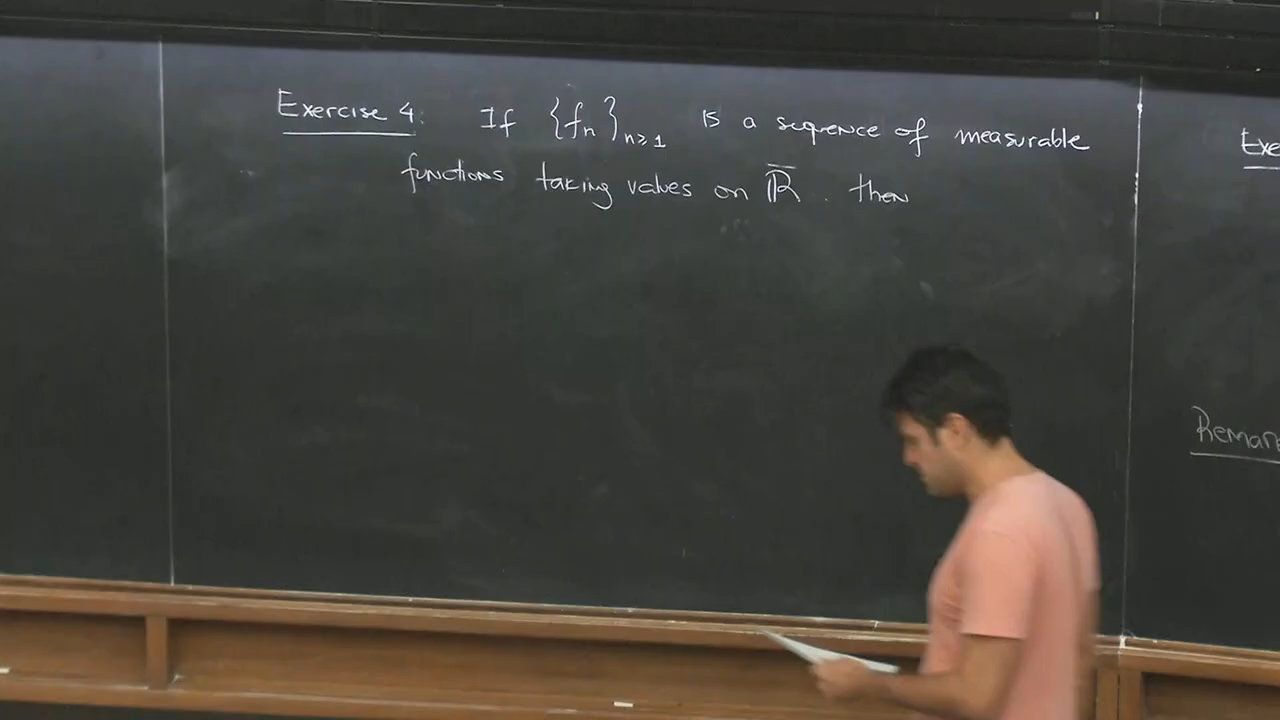 Exercise 4: If {fn}n≥1 is a sequence of measurable
functions taking values on R̅. then
Exe
Remar